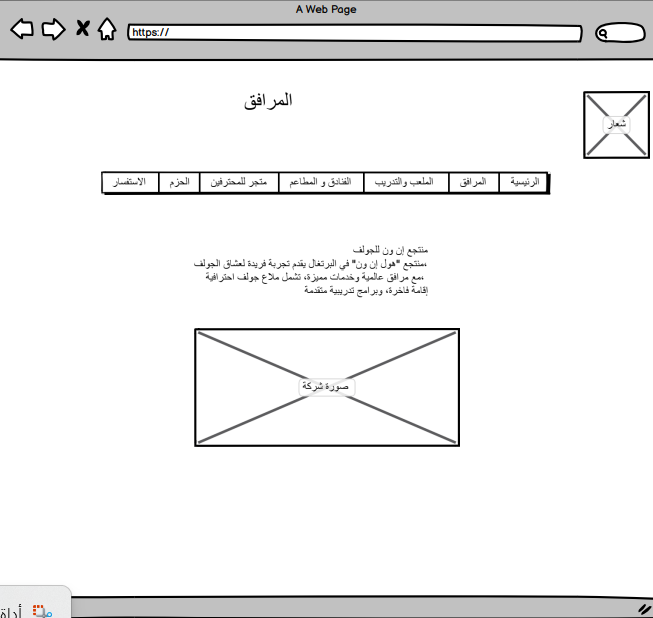 A Web Page
https://
المرافق
شعار
الرئيسية
المرافق
الملعب والتدريب
الفنادق و المطاعم
متجر للمحترفين
الحزم
الاستفسار
منتجع إن ون للجولف
،منتجع "هول إن ون" في البرتغال يقدم تجربة فريدة لعشاق الجولف
،مع مرافق عالمية وخدمات مميزة، تشمل ملاع جولف احترافية
إقامة فاخرة، وبرامج تدريبية متقدمة
صورة شركة
أداة